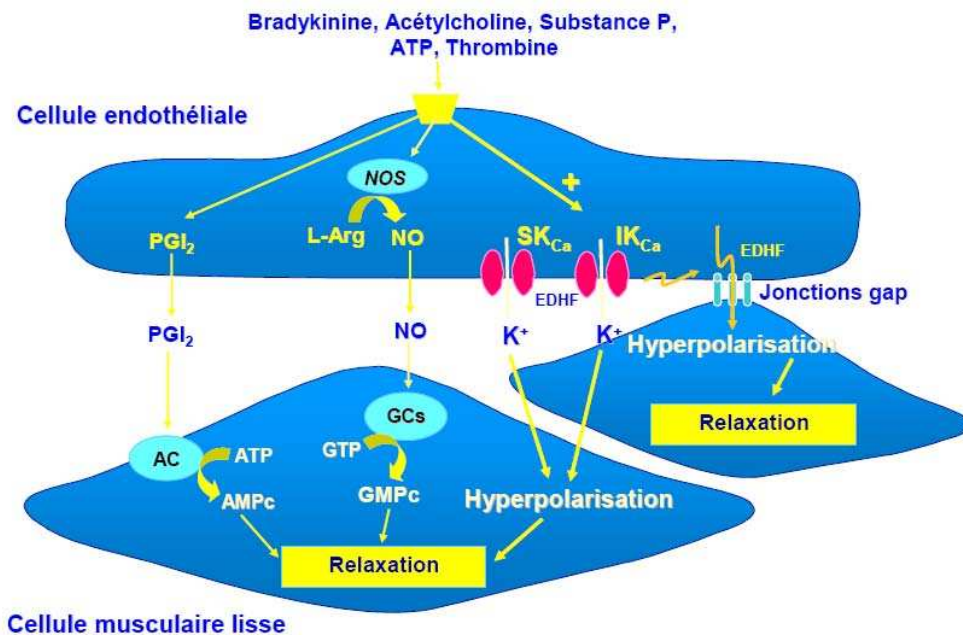 Bradykinine, Acétylcholine, Substance P,
ATP, Thrombine
Cellule endothéliale
NOS
+
PGI₂
L-Arg
NO
SKCa
IKCa
EDHF
EDHF
Jonctions gap
PGI₂
NO
K⁺
K⁺
Hyperpolarisation
Relaxation
GCs
AC
ATP
GTP
AMPc
GMPc
Hyperpolarisation
Relaxation
Cellule musculaire lisse